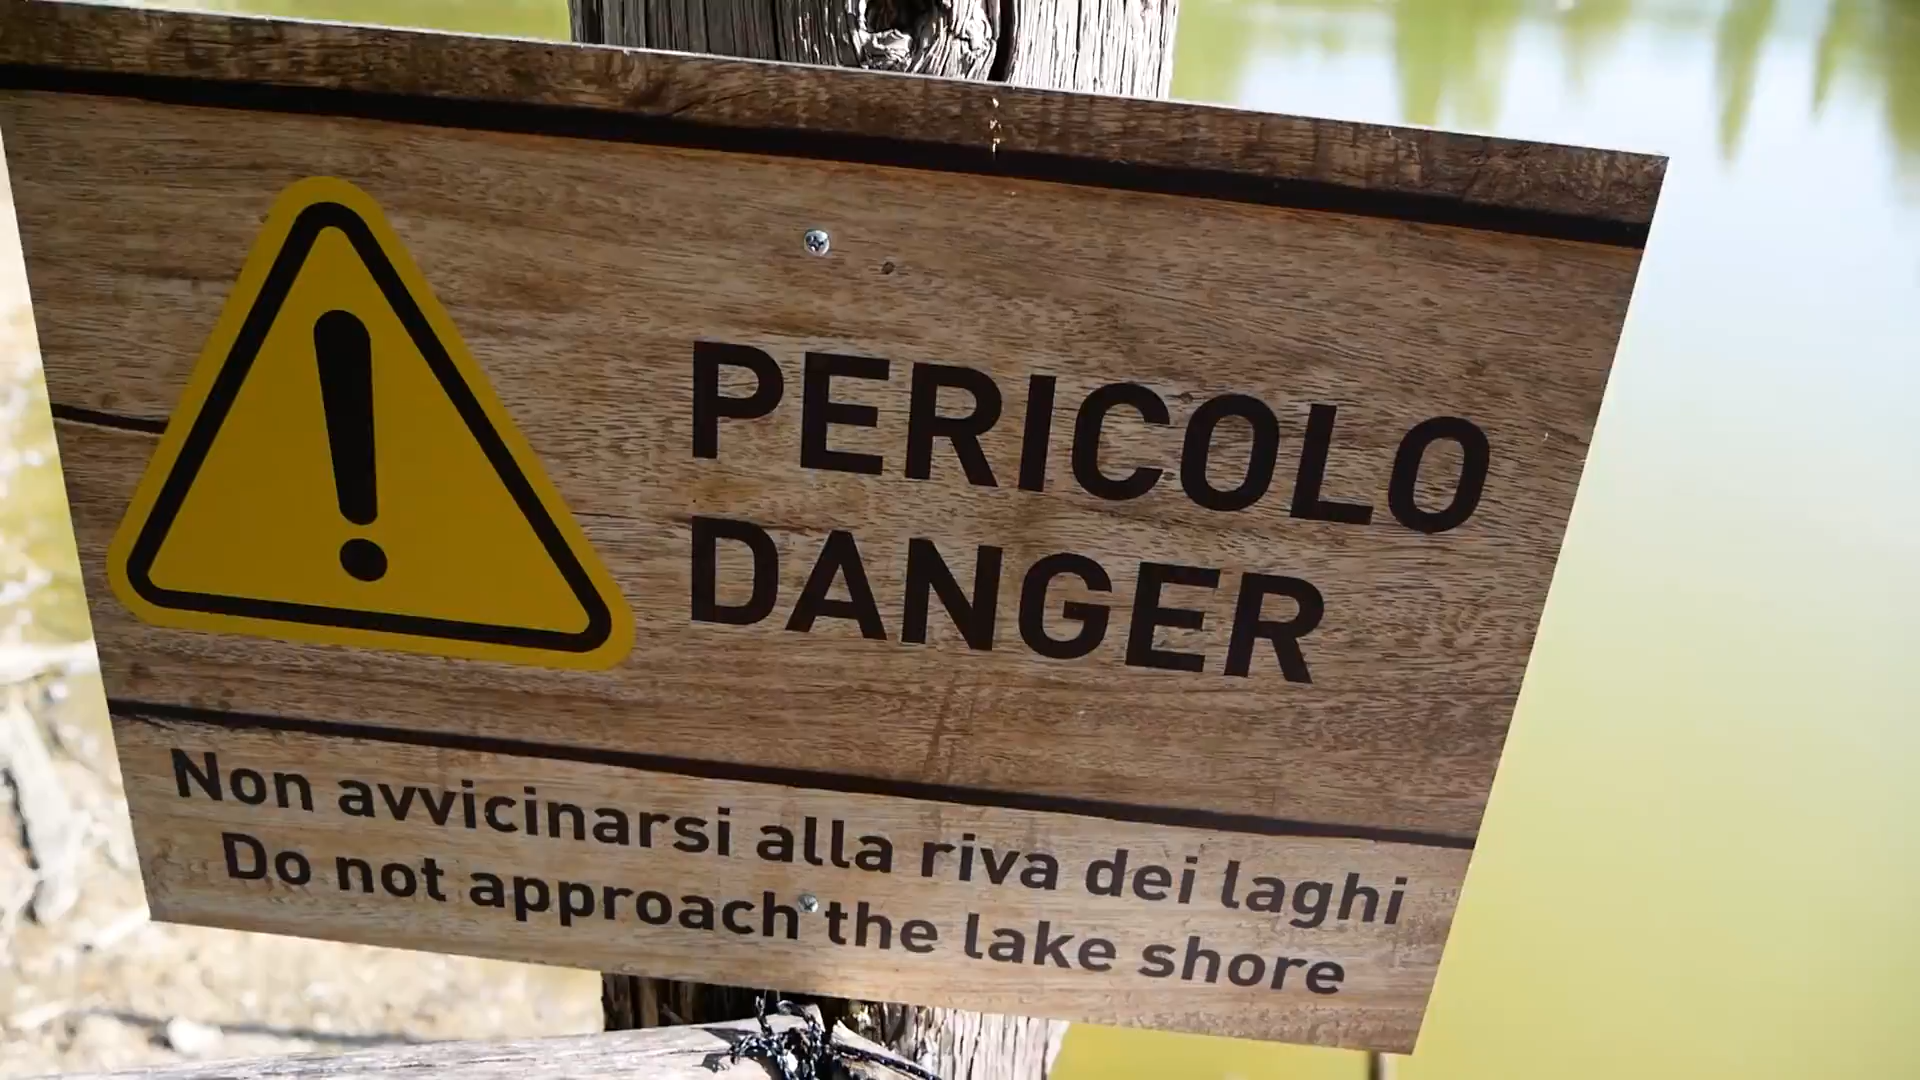 PERICOLO
DANGER
Non avvicinarsi alla riva dei laghi
Do not approach the lake shore